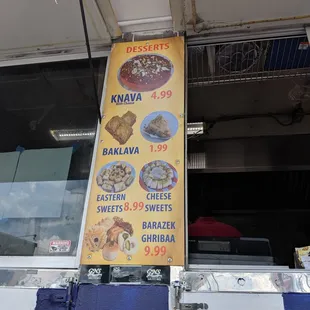 DESSERTS
KNAVA
4.99
BAKLAVA
1.99
EASTERN
SWEETS 8.99
CHEESE
SWEETS
BARAZEK
GHRIBAA
9.99